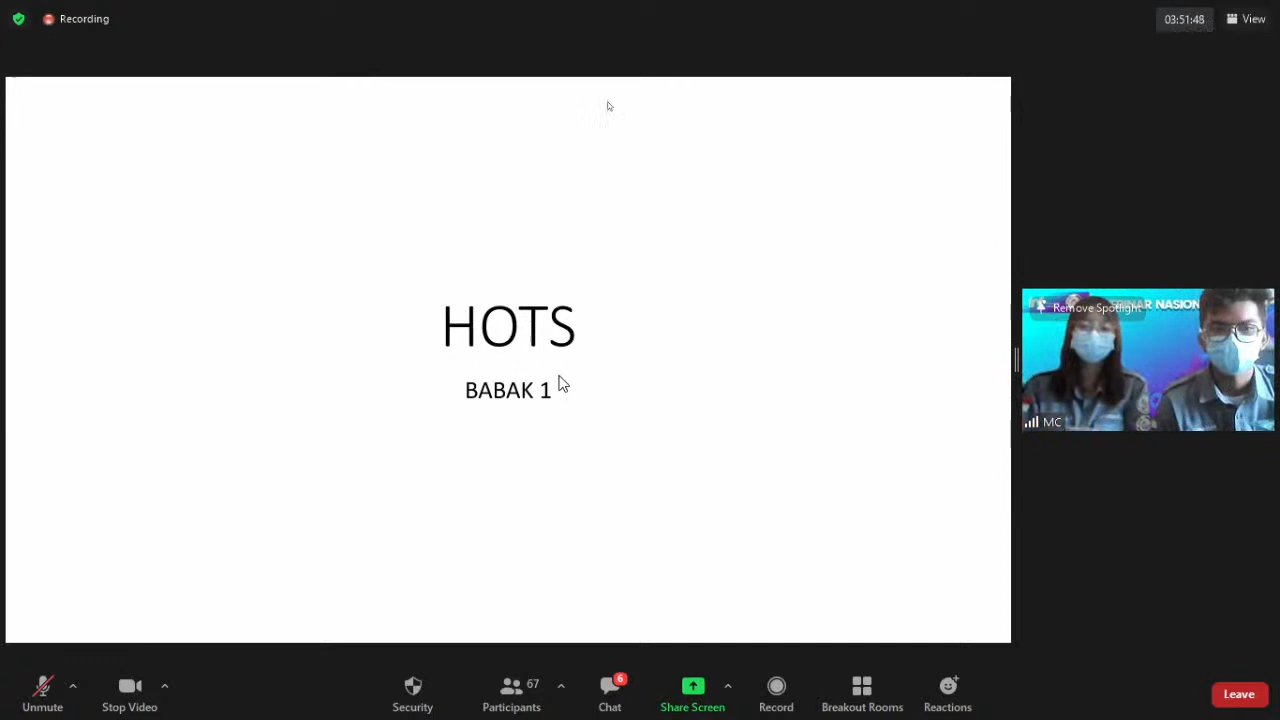 Recording
03:51:48
View
HOTS
BABAK 1
Remove Spotlight
NASION
MC
Unmute
Stop Video
Security
67
Participants
6
Chat
Share Screen
Record
Breakout Rooms
Reactions
Leave